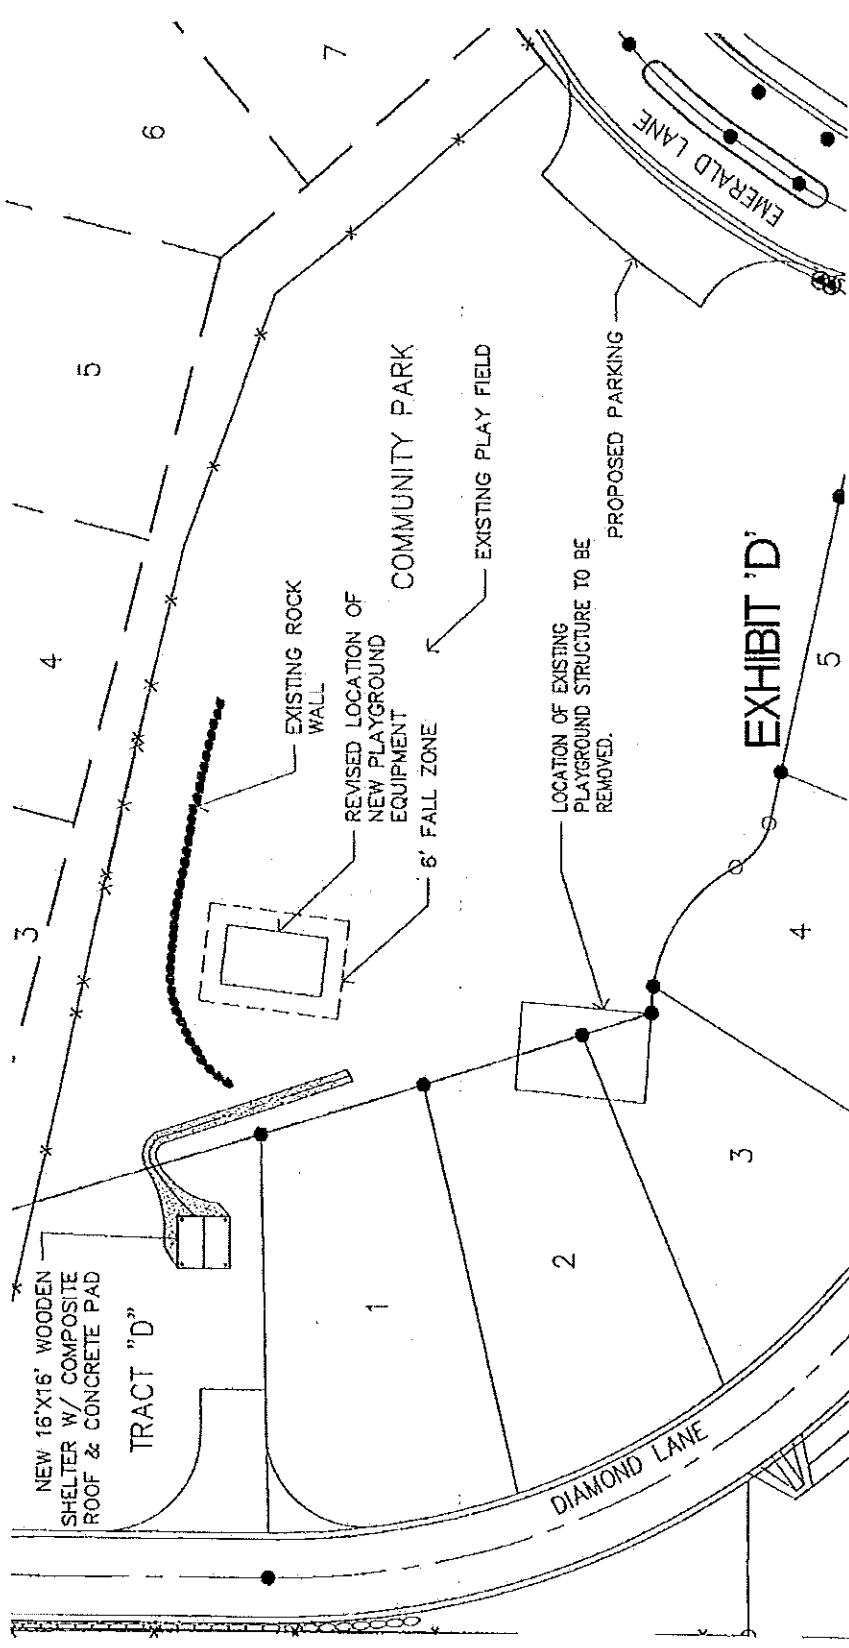 NEW 16'X16' WOODEN
SHELTER W/ COMPOSITE
ROOF & CONCRETE PAD
TRACT "D"
3
4
5
6
7
EXISTING ROCK
WALL
REVISED LOCATION OF
NEW PLAYGROUND
EQUIPMENT
6' FALL ZONE
COMMUNITY PARK
EXISTING PLAY FIELD
LOCATION OF EXISTING
PLAYGROUND STRUCTURE TO BE
REMOVED.
PROPOSED PARKING
EMERALD LANE
1
2
3
4
5
DIAMOND LANE
EXHIBIT 'D'